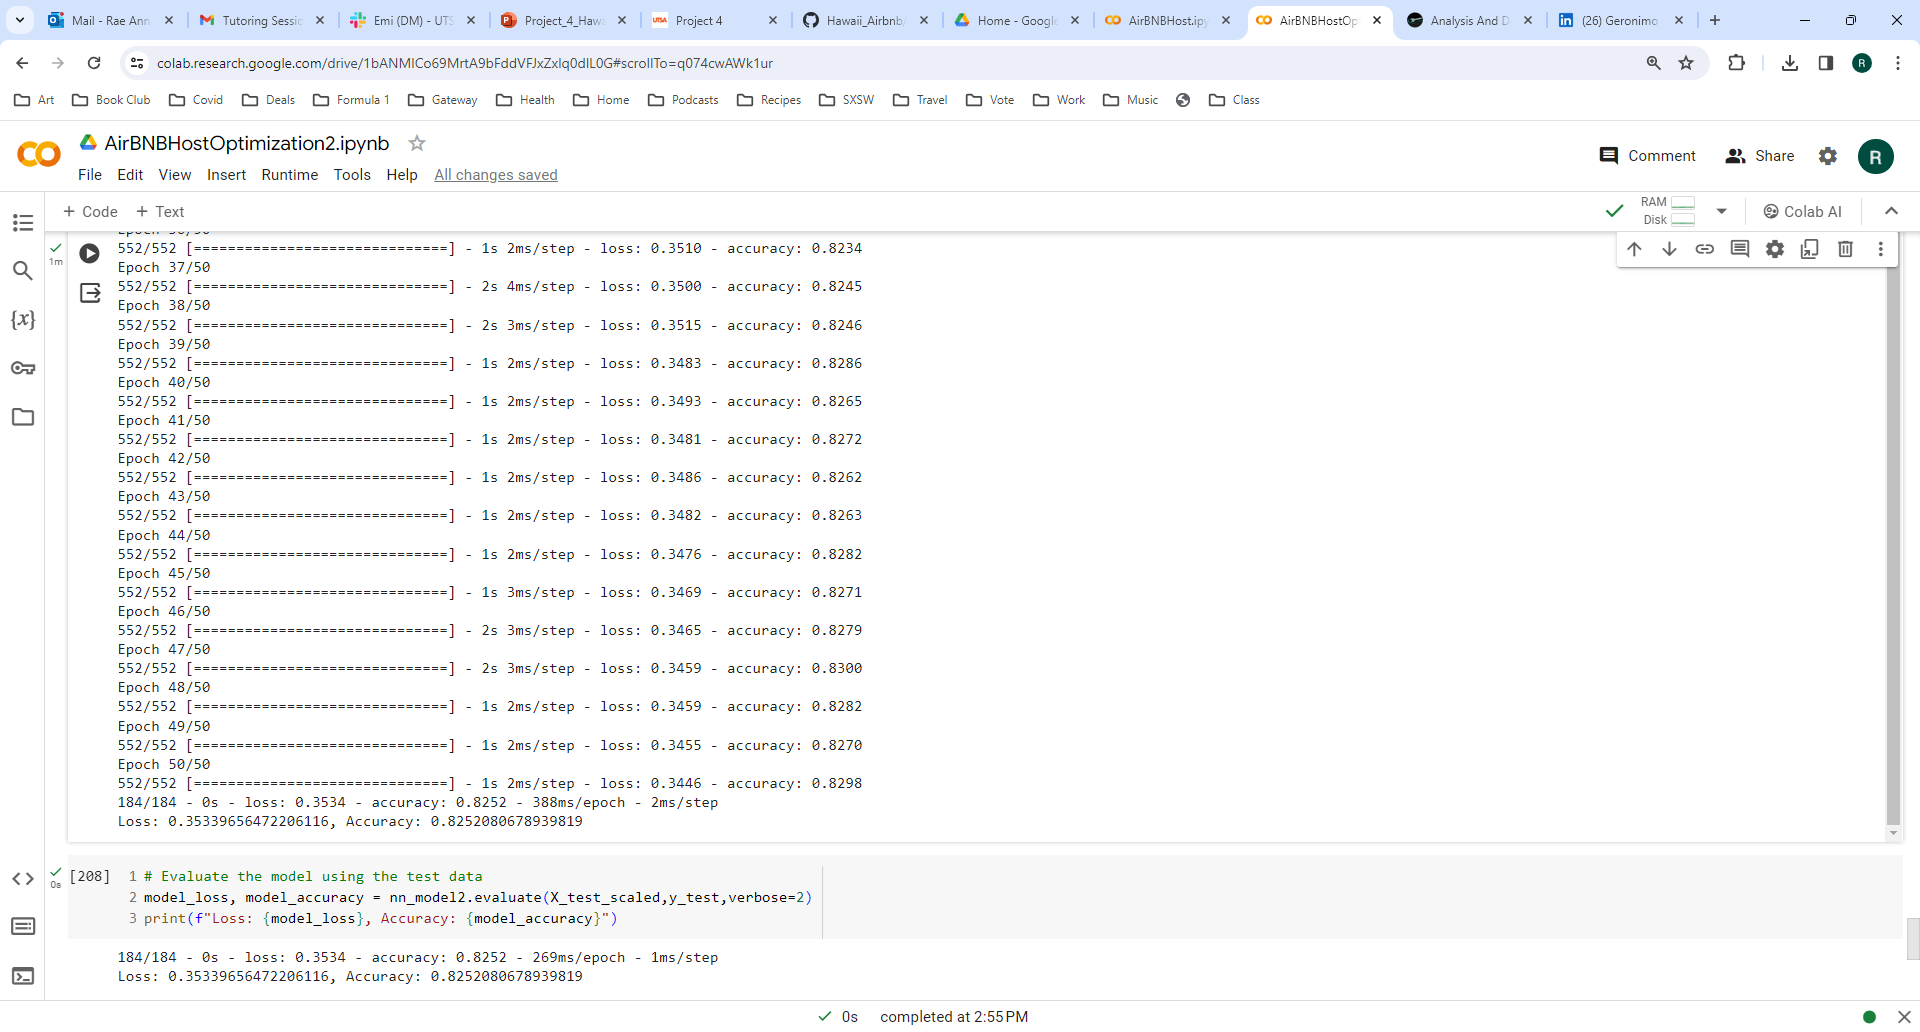 Mail - Rae Ann
Tutoring Sessic
Emi (DM) - UTS
Project_4_Hawa
Project 4
Hawaii_Airbnb/
Home - Google
AirBNBHost.ipy
AirBNBHostOp
Analysis And D
(26) Geronimo
colab.research.google.com/drive/1bANMICo69MrtA9bFddVFJxZxIq0dIL0G#scrollTo=q074cwAWk1ur
R
Art
Book Club
Covid
Deals
Formula 1
Gateway
Health
Home
Podcasts
Recipes
SXSW
Travel
Vote
Work
Music
Class
AirBNBHostOptimization2.ipynb
Comment
Share
R
File Edit View Insert Runtime Tools Help All changes saved
+ Code + Text
RAM
Disk
Colab AI
1m
Epoch 36/50
552/552 [==============================] - 1s 2ms/step - loss: 0.3510 - accuracy: 0.8234
Epoch 37/50
552/552 [==============================] - 2s 4ms/step - loss: 0.3500 - accuracy: 0.8245
Epoch 38/50
552/552 [==============================] - 2s 3ms/step - loss: 0.3515 - accuracy: 0.8246
Epoch 39/50
552/552 [==============================] - 1s 2ms/step - loss: 0.3483 - accuracy: 0.8286
Epoch 40/50
552/552 [==============================] - 1s 2ms/step - loss: 0.3493 - accuracy: 0.8265
Epoch 41/50
552/552 [==============================] - 1s 2ms/step - loss: 0.3481 - accuracy: 0.8272
Epoch 42/50
552/552 [==============================] - 1s 2ms/step - loss: 0.3486 - accuracy: 0.8262
Epoch 43/50
552/552 [==============================] - 1s 2ms/step - loss: 0.3482 - accuracy: 0.8263
Epoch 44/50
552/552 [==============================] - 1s 2ms/step - loss: 0.3476 - accuracy: 0.8282
Epoch 45/50
552/552 [==============================] - 1s 3ms/step - loss: 0.3469 - accuracy: 0.8271
Epoch 46/50
552/552 [==============================] - 2s 3ms/step - loss: 0.3465 - accuracy: 0.8279
Epoch 47/50
552/552 [==============================] - 2s 3ms/step - loss: 0.3459 - accuracy: 0.8300
Epoch 48/50
552/552 [==============================] - 1s 2ms/step - loss: 0.3459 - accuracy: 0.8282
Epoch 49/50
552/552 [==============================] - 1s 2ms/step - loss: 0.3455 - accuracy: 0.8270
Epoch 50/50
552/552 [==============================] - 1s 2ms/step - loss: 0.3446 - accuracy: 0.8298
184/184 - 0s - loss: 0.3534 - accuracy: 0.8252 - 388ms/epoch - 2ms/step
Loss: 0.35339656472206116, Accuracy: 0.8252080678939819
0s
[208]
1 # Evaluate the model using the test data
2 model_loss, model_accuracy = nn_model2.evaluate(X_test_scaled,y_test,verbose=2)
3 print(f"Loss: {model_loss}, Accuracy: {model_accuracy}")
184/184 - 0s - loss: 0.3534 - accuracy: 0.8252 - 269ms/epoch - 1ms/step
Loss: 0.35339656472206116, Accuracy: 0.8252080678939819
0s completed at 2:55 PM